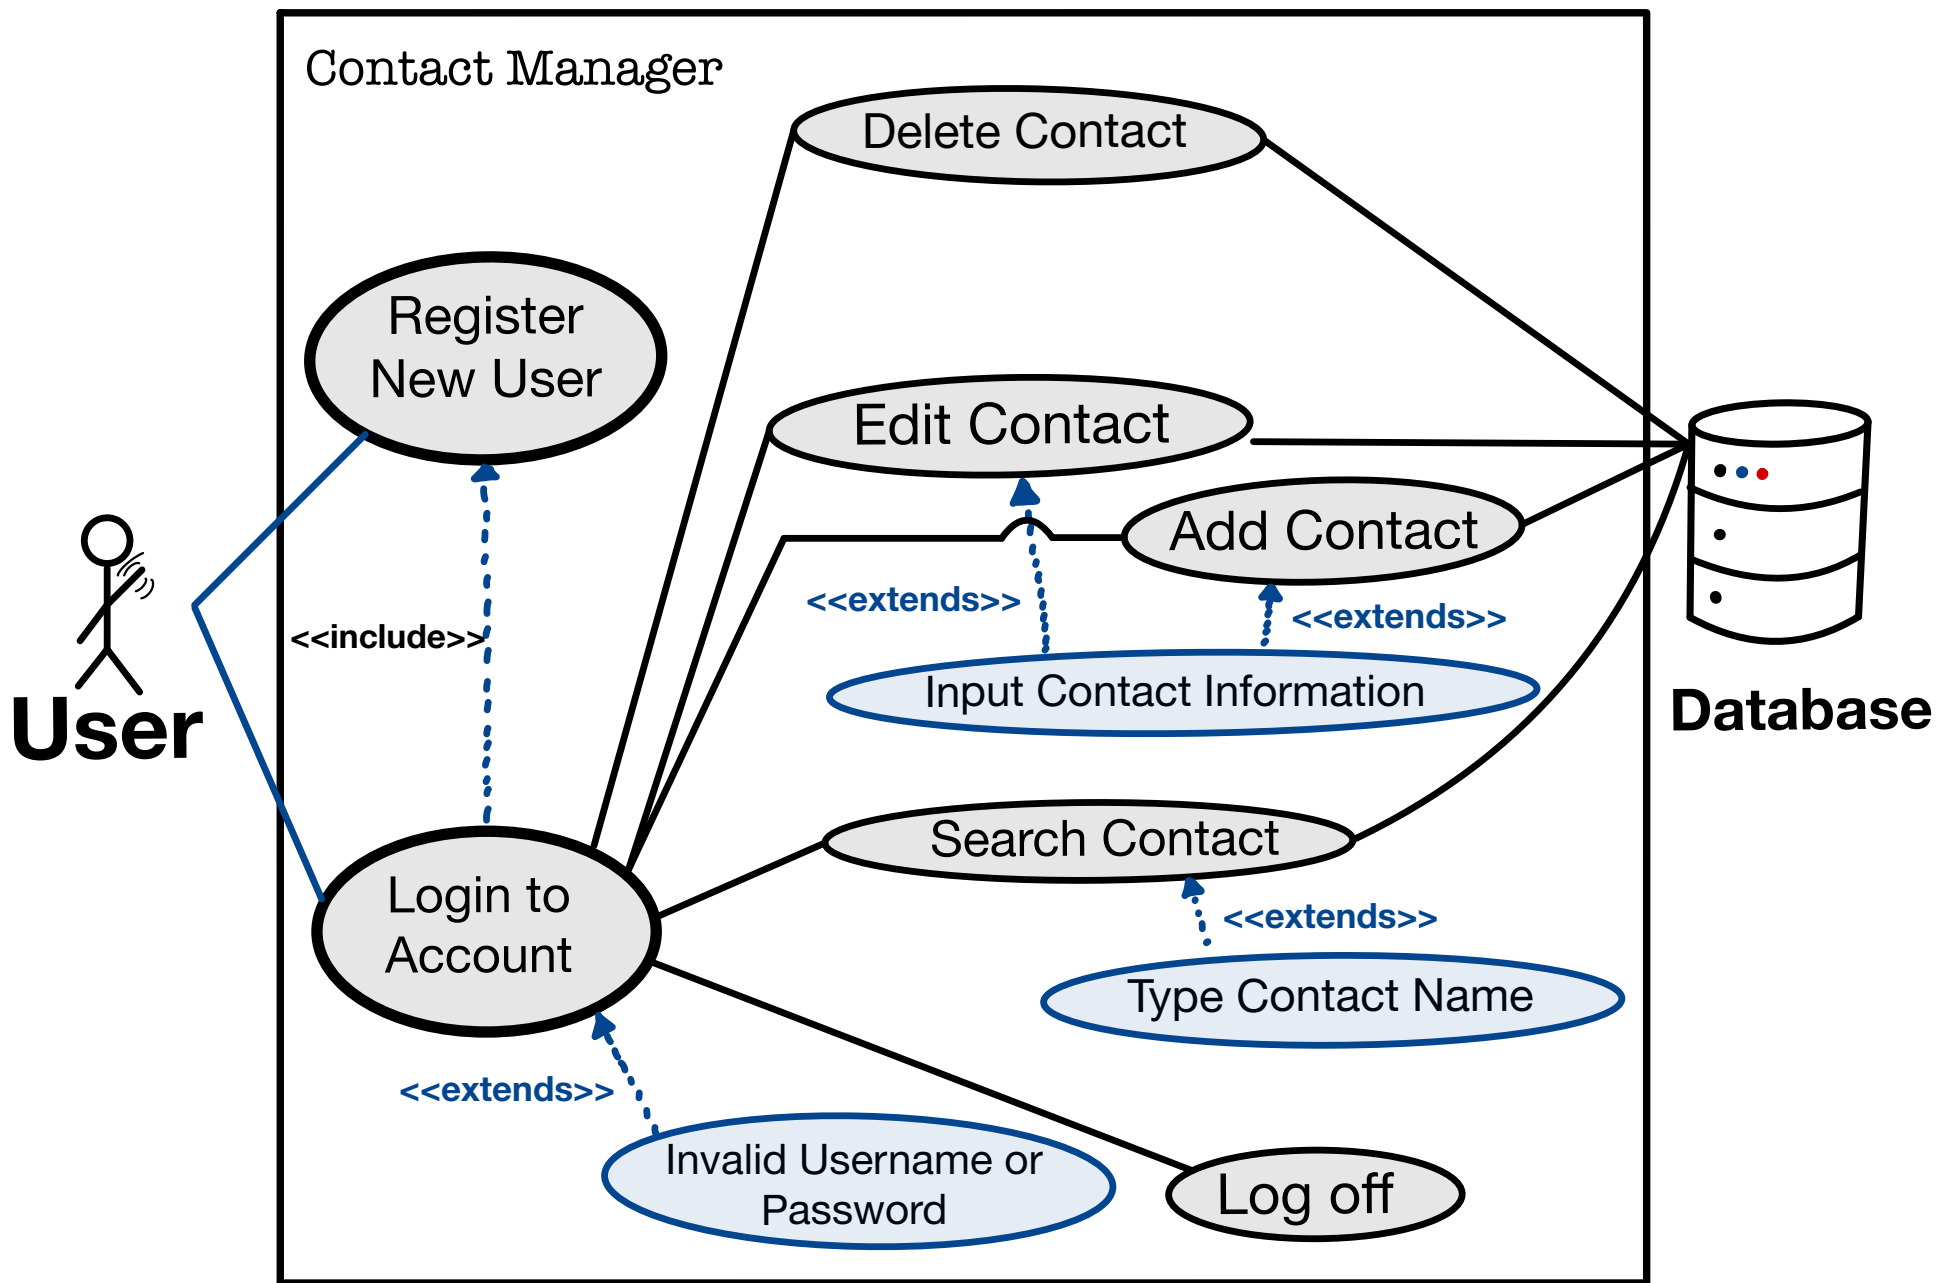 Contact Manager
Delete Contact
Register
New User
Edit Contact
Add Contact
<<extends>>
<<extends>>
<<include>>
Input Contact Information
User
Database
Search Contact
Login to
Account
<<extends>>
Type Contact Name
<<extends>>
Invalid Username or
Password
Log off